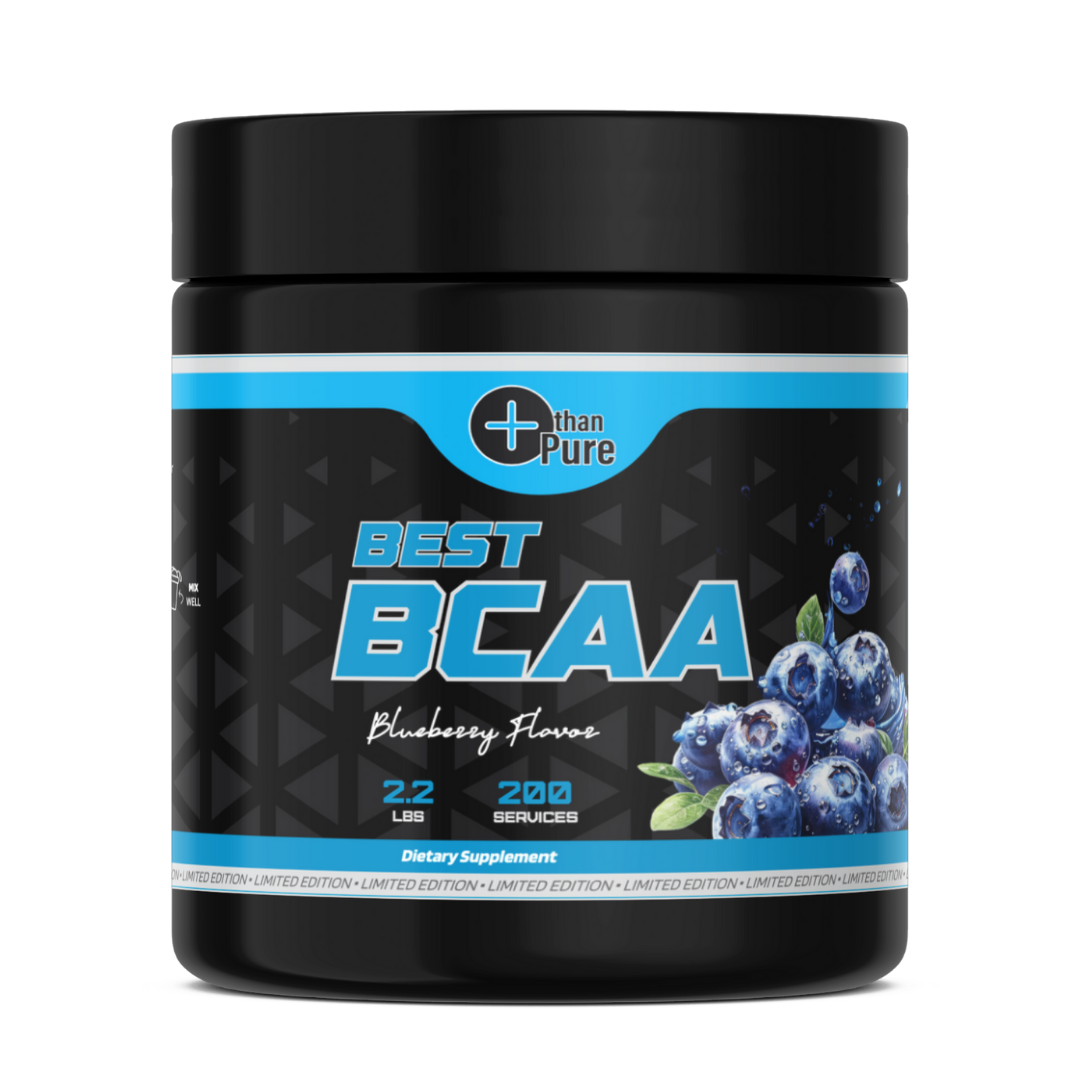 than
Pure
BEST
BCAA
Blueberry Flavor
MIX
WELL
2.2
LBS
200
SERVICES
Dietary Supplement
LIMITED EDITION • LIMITED EDITION • LIMITED EDITION • LIMITED EDITION • LIMITED EDITION • LIMITED EDITION • LIMITED EDITION •